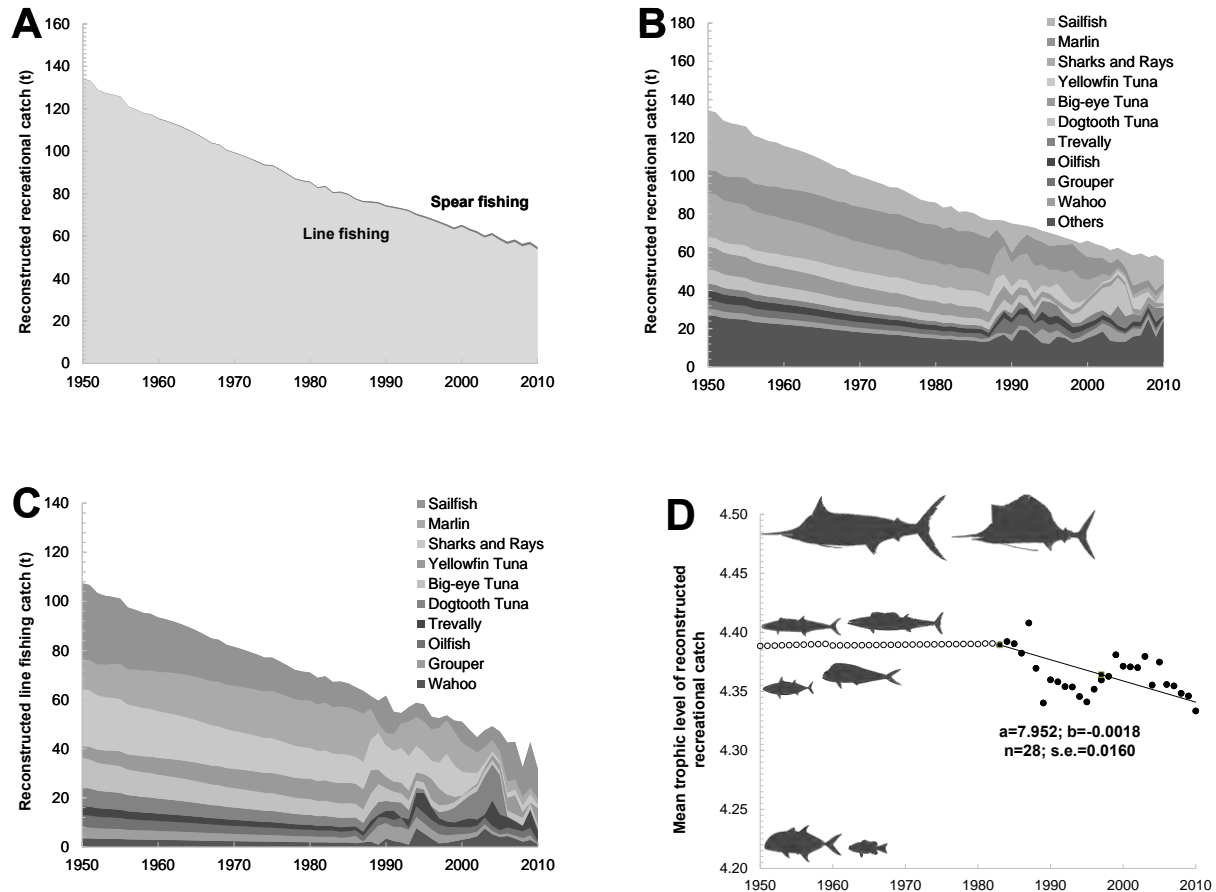 A
Reconstructed recreational catch (t)
160
140
120
100
80
60
40
20
0
Spear fishing
Line fishing
1950 1960 1970 1980 1990 2000 2010
B
Reconstructed recreational catch (t)
180
160
140
120
100
80
60
40
20
0
Sailfish
Marlin
Sharks and Rays
Yellowfin Tuna
Big-eye Tuna
Dogtooth Tuna
Trevally
Oilfish
Grouper
Wahoo
Others
1950 1960 1970 1980 1990 2000 2010
C
Reconstructed line fishing catch (t)
140
120
100
80
60
40
20
0
Sailfish
Marlin
Sharks and Rays
Yellowfin Tuna
Big-eye Tuna
Dogtooth Tuna
Trevally
Oilfish
Grouper
Wahoo
1950 1960 1970 1980 1990 2000 2010
D
Mean trophic level of reconstructed
recreational catch
4.50
4.45
4.40
4.35
4.30
4.25
4.20
a=7.952; b=-0.0018
n=28; s.e.=0.0160
1950 1960 1970 1980 1990 2000 2010